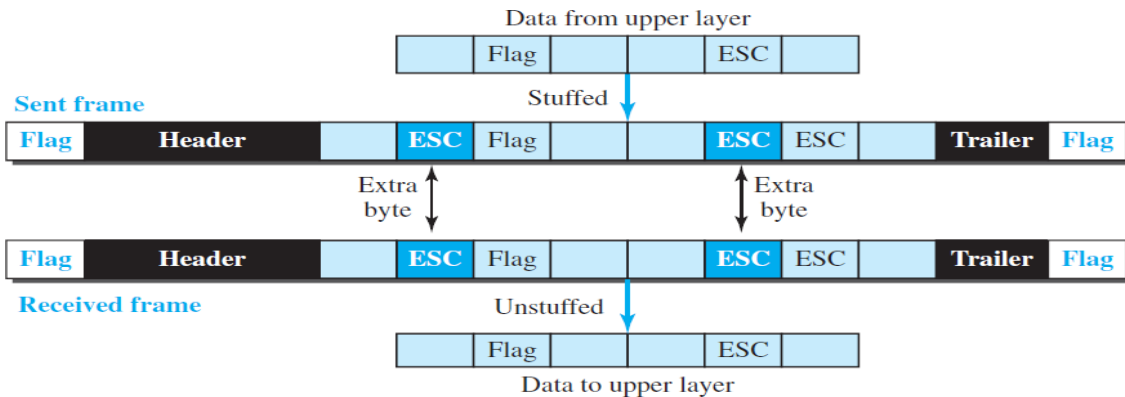 Data from upper layer
Flag ESC
Stuffed
Sent frame
Flag Header ESC Flag ESC ESC Trailer Flag
Extra byte
Extra byte
Flag Header ESC Flag ESC ESC Trailer Flag
Received frame
Unstuffed
Flag ESC
Data to upper layer